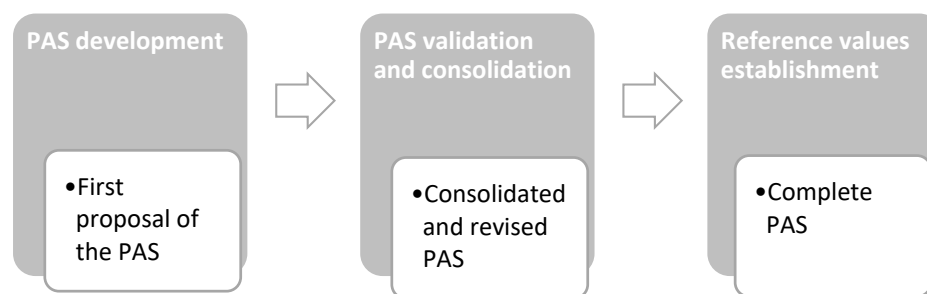 PAS development
•First
proposal of
the PAS
PAS validation
and consolidation
•Consolidated
and revised
PAS
Reference values
establishment
•Complete
PAS